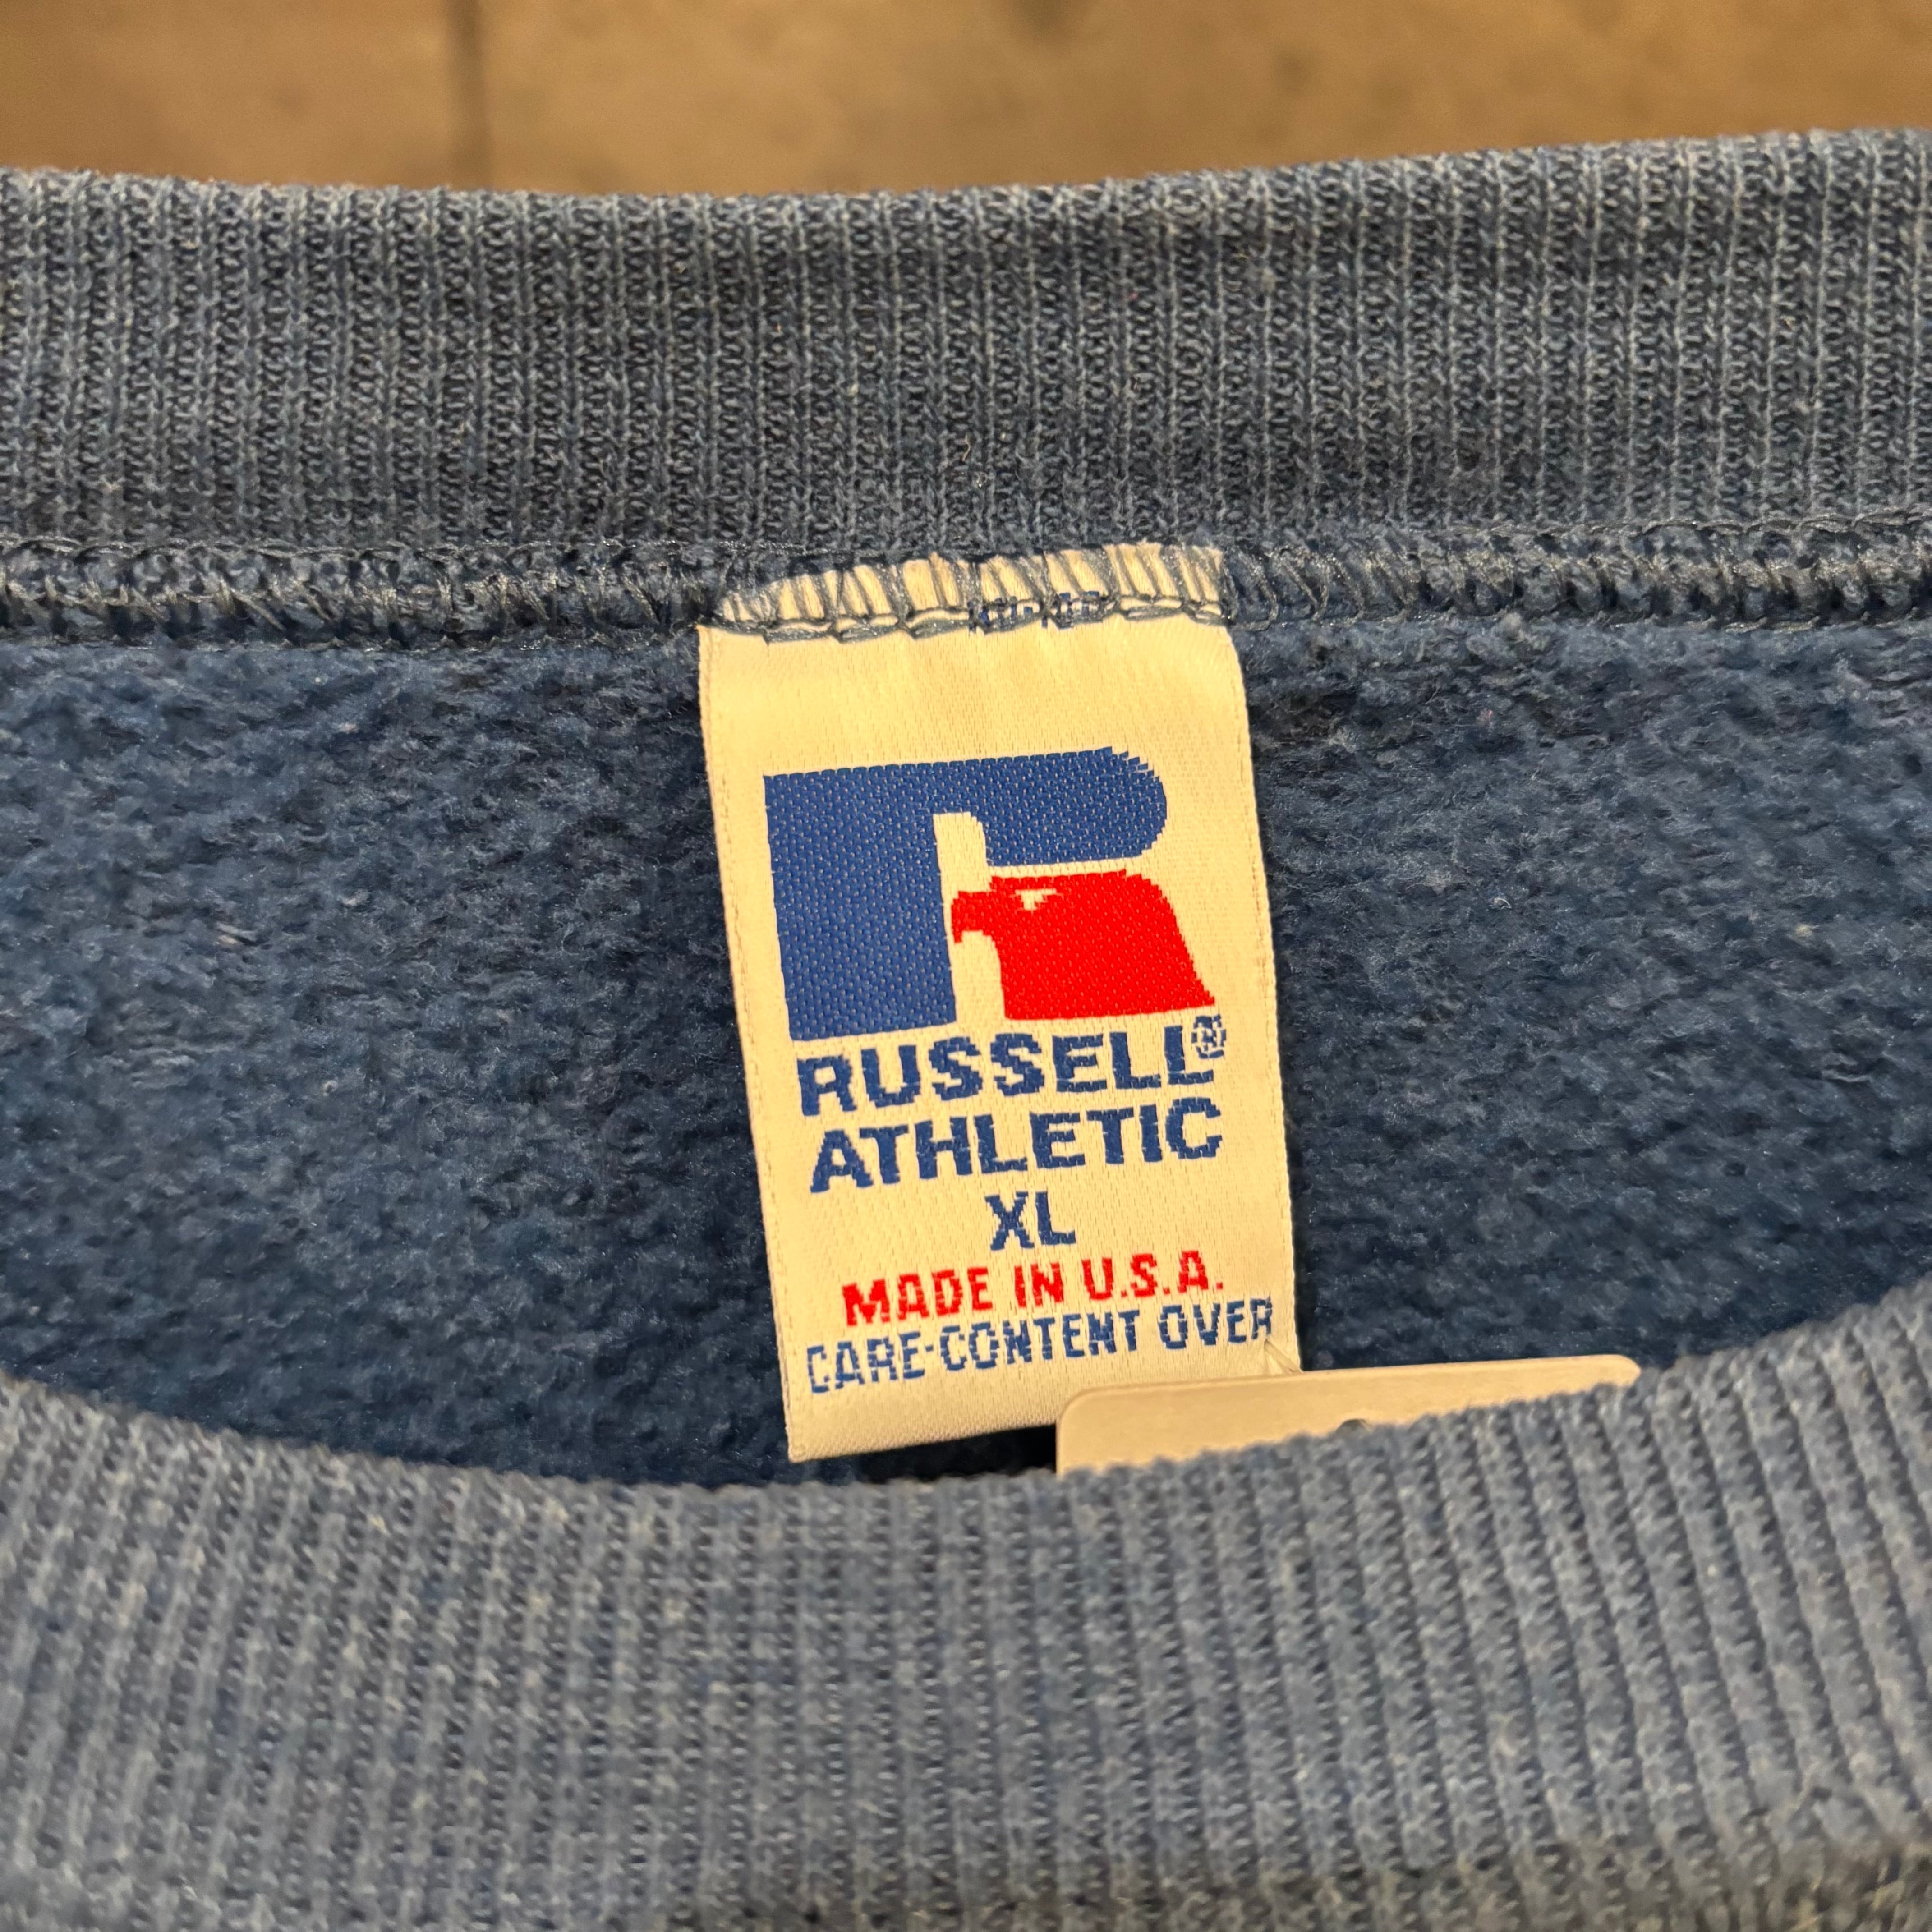 RUSSELL®
ATHLETIC
XL
MADE IN U.S.A.
CARE-CONTENT OVER